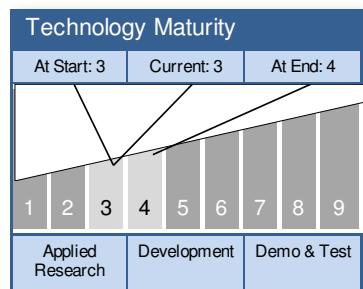 Technology Maturity
At Start: 3 Current: 3 At End: 4
1 2 3 4 5 6 7 8 9
Applied Development Demo & Test
Research